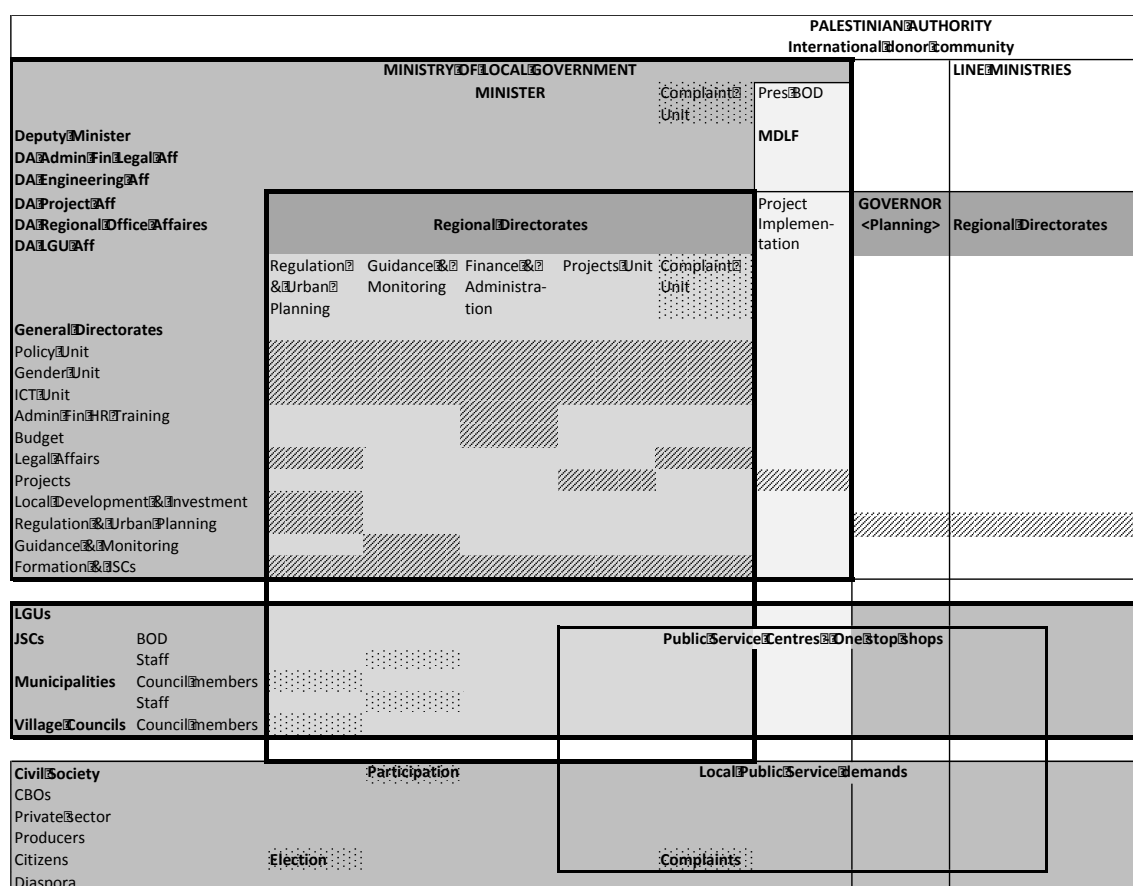 PALESTINIAN AUTHORITY
International donor community
MINISTRY OF LOCAL GOVERNMENT
LINE MINISTRIES
MINISTER
Complaint Unit
Pres BOD
Deputy Minister
MDLF
DA Admin Fin Legal Aff
DA Engineering Aff
DA Project Aff
DA Regional Office Affaires
DA LGU Aff
Regional Directorates
Project
Implemen-
tation
GOVERNOR
<Planning>
Regional Directorates
Regulation
& Urban
Planning
Guidance &
Monitoring
Finance &
Administra-
tion
Projects Unit
Complaint
Unit
General Directorates
Policy Unit
Gender Unit
ICT Unit
Admin Fin HR Training
Budget
Legal Affairs
Projects
Local Development & Investment
Regulation & Urban Planning
Guidance & Monitoring
Formation & JSCs
LGUs
JSCs BOD
Public Service Centres - One stop shops
Staff
Municipalities Council members
Staff
Village Councils Council members
Civil Society
Participation
Local Public Service demands
CBOs
Private sector
Producers
Citizens
Election
Complaints
Diaspora